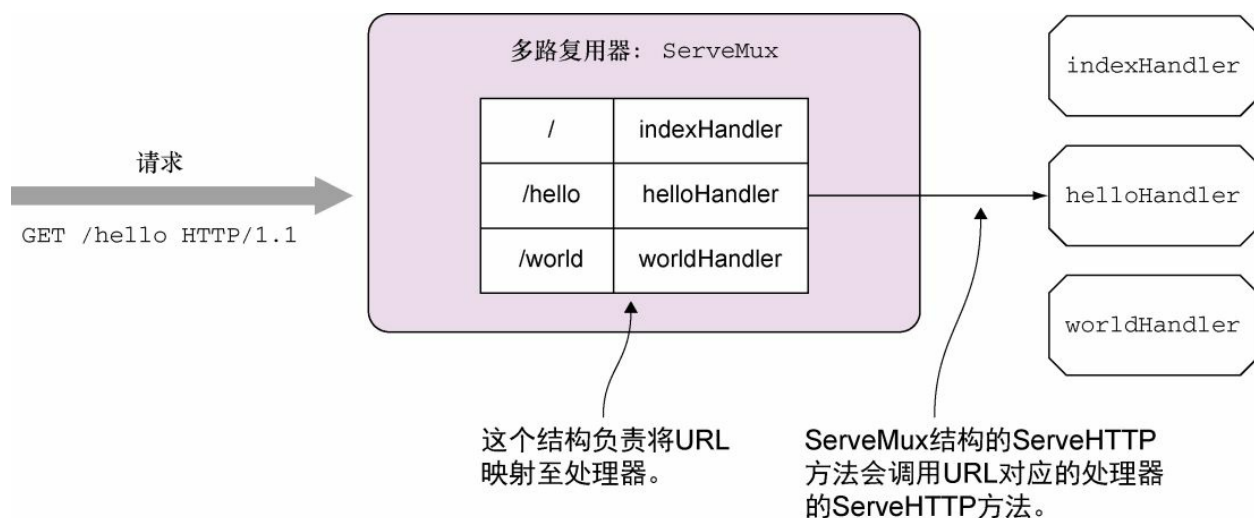 多路复用器： ServeMux
indexHandler
/ indexHandler
请求
/hello helloHandler
helloHandler
GET /hello HTTP/1.1
/world worldHandler
worldHandler
这个结构负责将URL
映射至处理器。
ServeMux结构的ServeHTTP
方法会调用URL对应的处理器
的ServeHTTP方法。